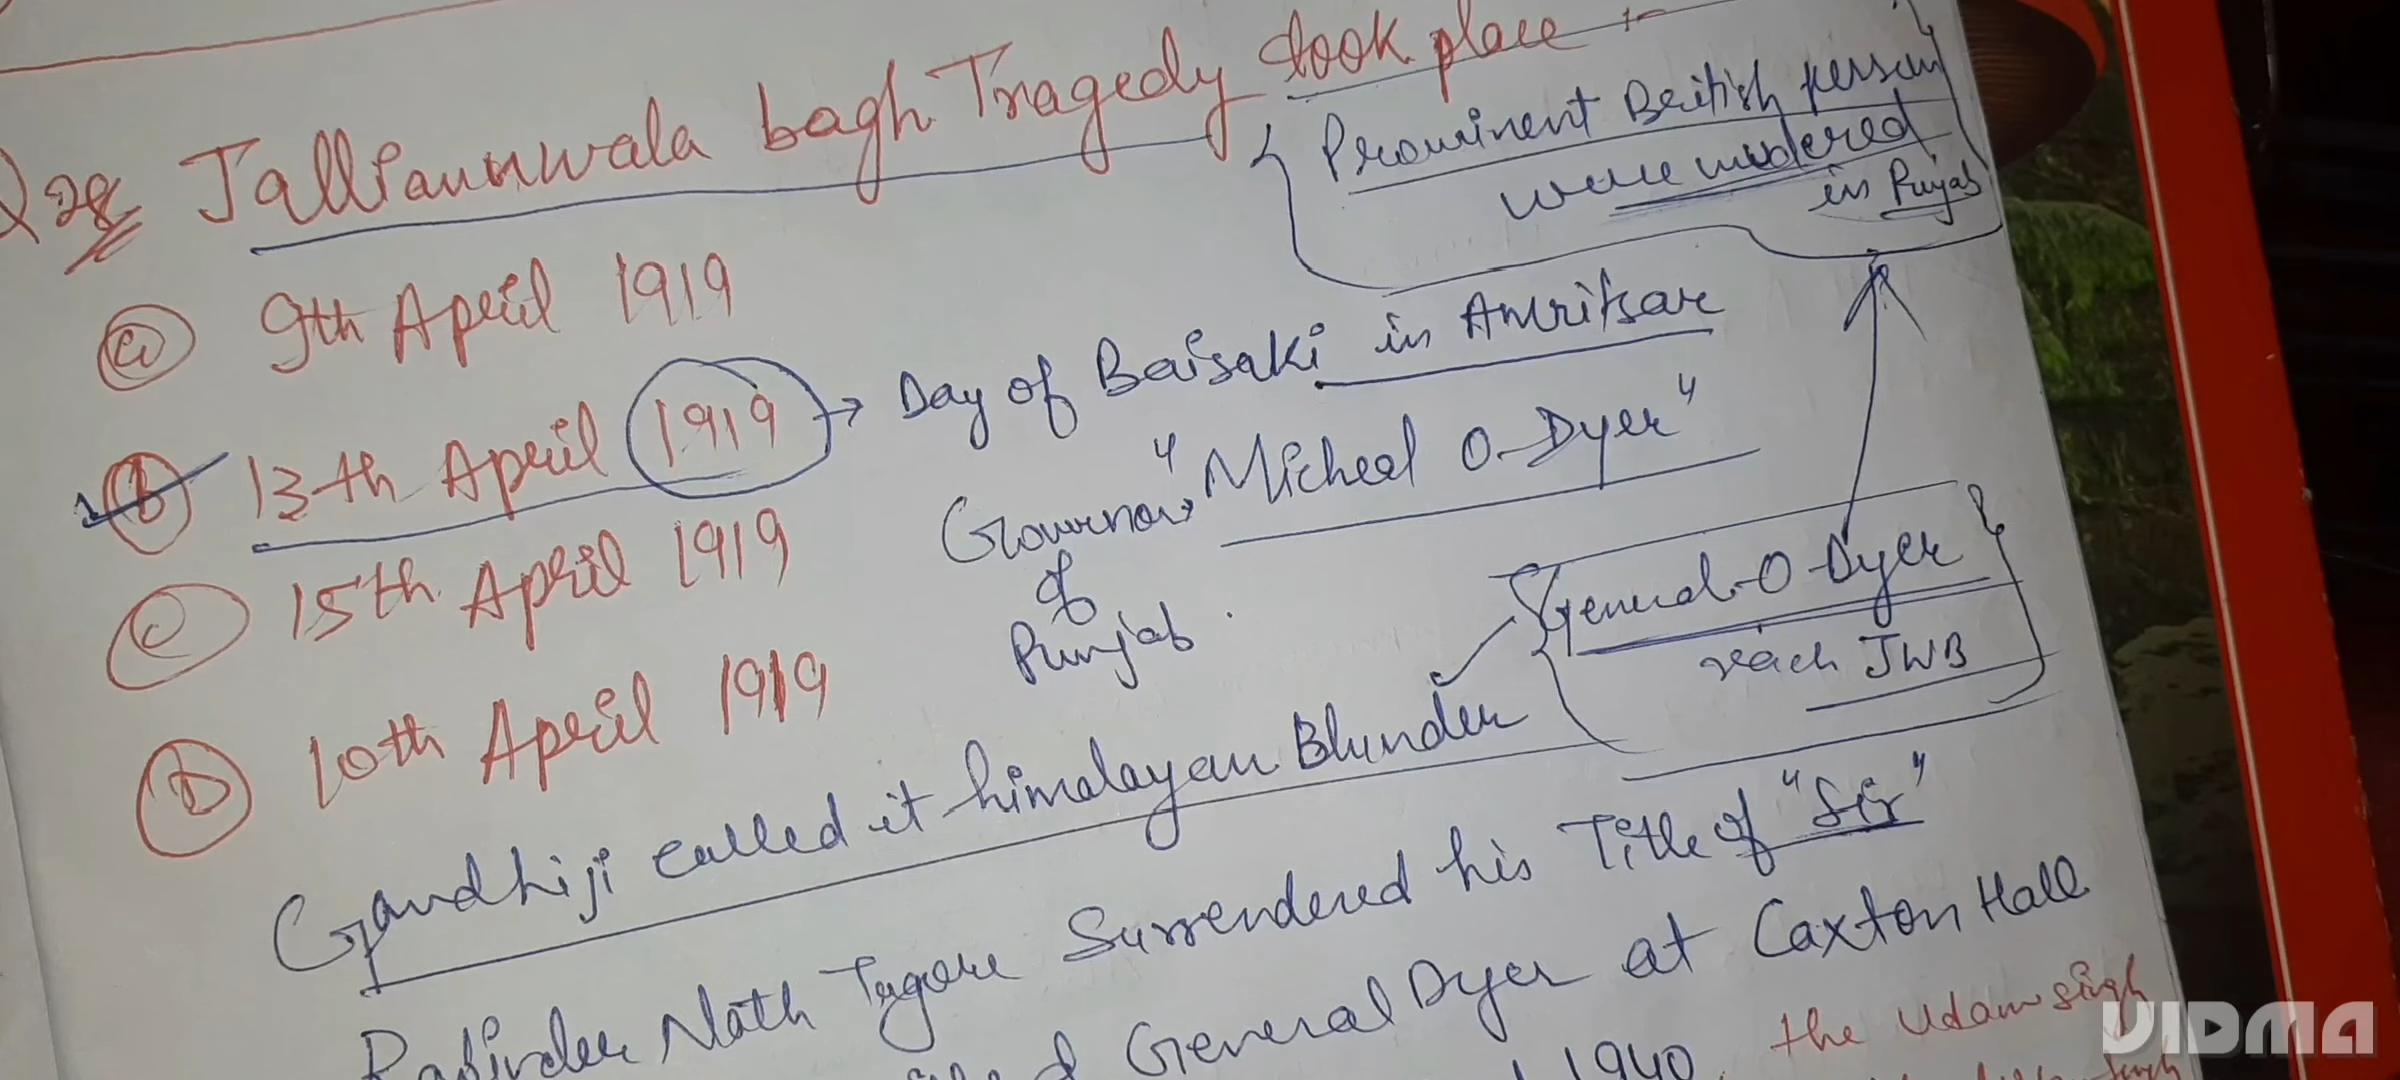 Q28 Jallianwala bagh Tragedy took place :-
{ Prominent British person
were mudered
in Punjab }
(a) 9th April 1919
(b) 13th April 1919 → Day of Baisaki in Amritsar
Governor "Micheal O-Dyer"
of
Punjab.
(c) 15th April 1919
{ General-O-Dyer
reach JWB }
(D) 10th April 1919
Gandhiji called it himalayan Blunder
Rabinder Nath Tagore Surrendered his Title of "Sir"
General Dyer at Caxton Hall
1940. the Udam singh
VIDMA